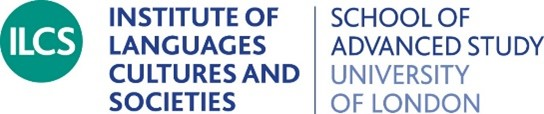 ILCS
INSTITUTE OF
LANGUAGES
CULTURES AND
SOCIETIES
SCHOOL OF
ADVANCED STUDY
UNIVERSITY
OF LONDON